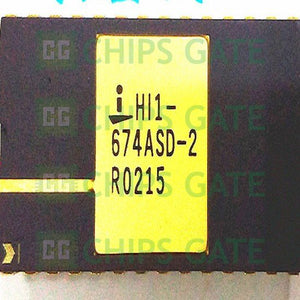 CHIPS GATE
i HI1-
674ASD-2
R0215
CHIPS GATE
CHIPS GATE